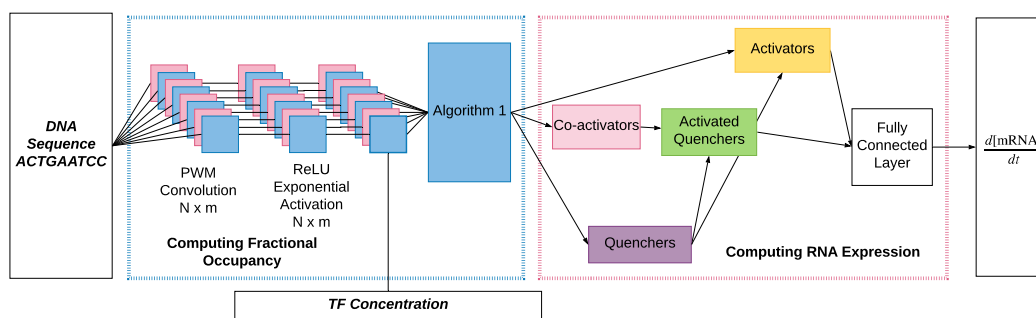 DNA
Sequence
ACTGAATCC
PWM
Convolution
N x m
ReLU
Exponential
Activation
N x m
Computing Fractional
Occupancy
TF Concentration
Algorithm 1
Activators
Co-activators
Activated
Quenchers
Quenchers
Fully
Connected
Layer
Computing RNA Expression
d[mRNA
dt